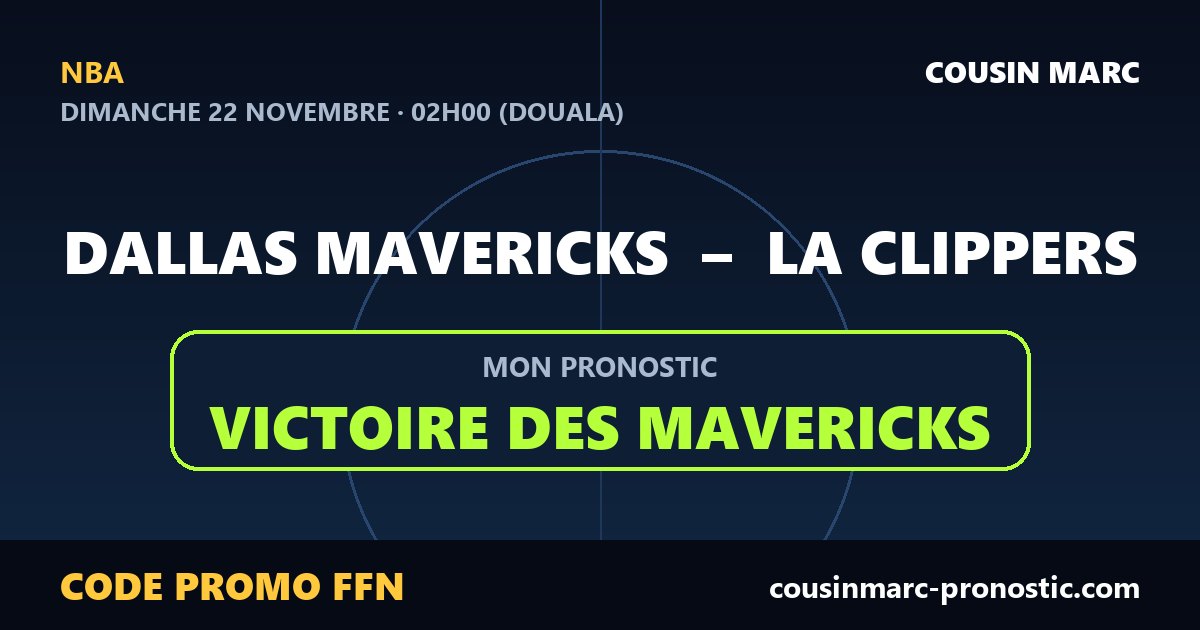 NBA
COUSIN MARC
DIMANCHE 22 NOVEMBRE · 02H00 (DOUALA)
DALLAS MAVERICKS – LA CLIPPERS
MON PRONOSTIC
VICTOIRE DES MAVERICKS
CODE PROMO FFN
cousinmarc-pronostic.com